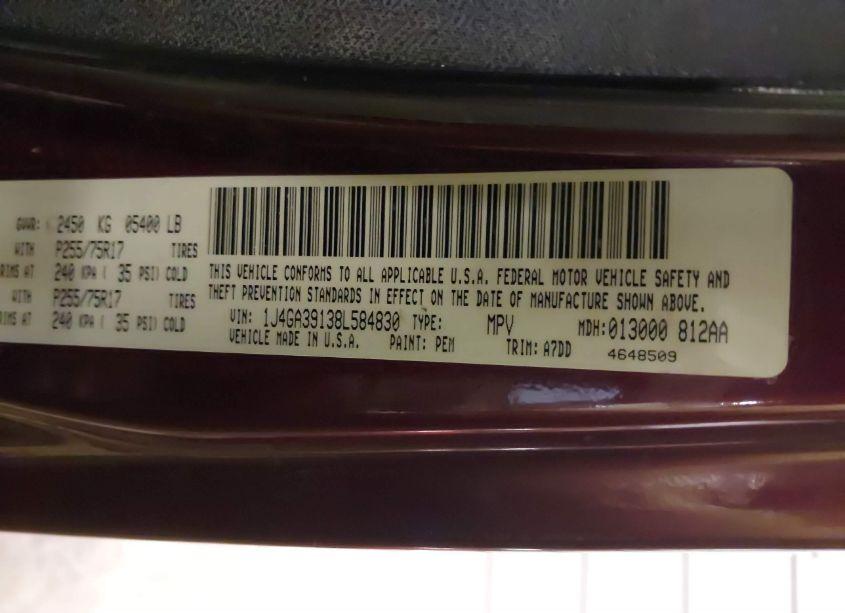 GVWR: 2450 KG 05400 LB
WITH P255/75R17 TIRES
RIMS AT 240 KPA ( 35 PSI) COLD
WITH P255/75R17 TIRES
RIMS AT 240 KPA ( 35 PSI) COLD
THIS VEHICLE CONFORMS TO ALL APPLICABLE U.S.A. FEDERAL MOTOR VEHICLE SAFETY AND
THEFT PREVENTION STANDARDS IN EFFECT ON THE DATE OF MANUFACTURE SHOWN ABOVE.
VIN: 1J4GA39138L584830 TYPE: MPV MDH:013000 812AA
VEHICLE MADE IN U.S.A. PAINT: PEM TRIM: A7DD 4648509